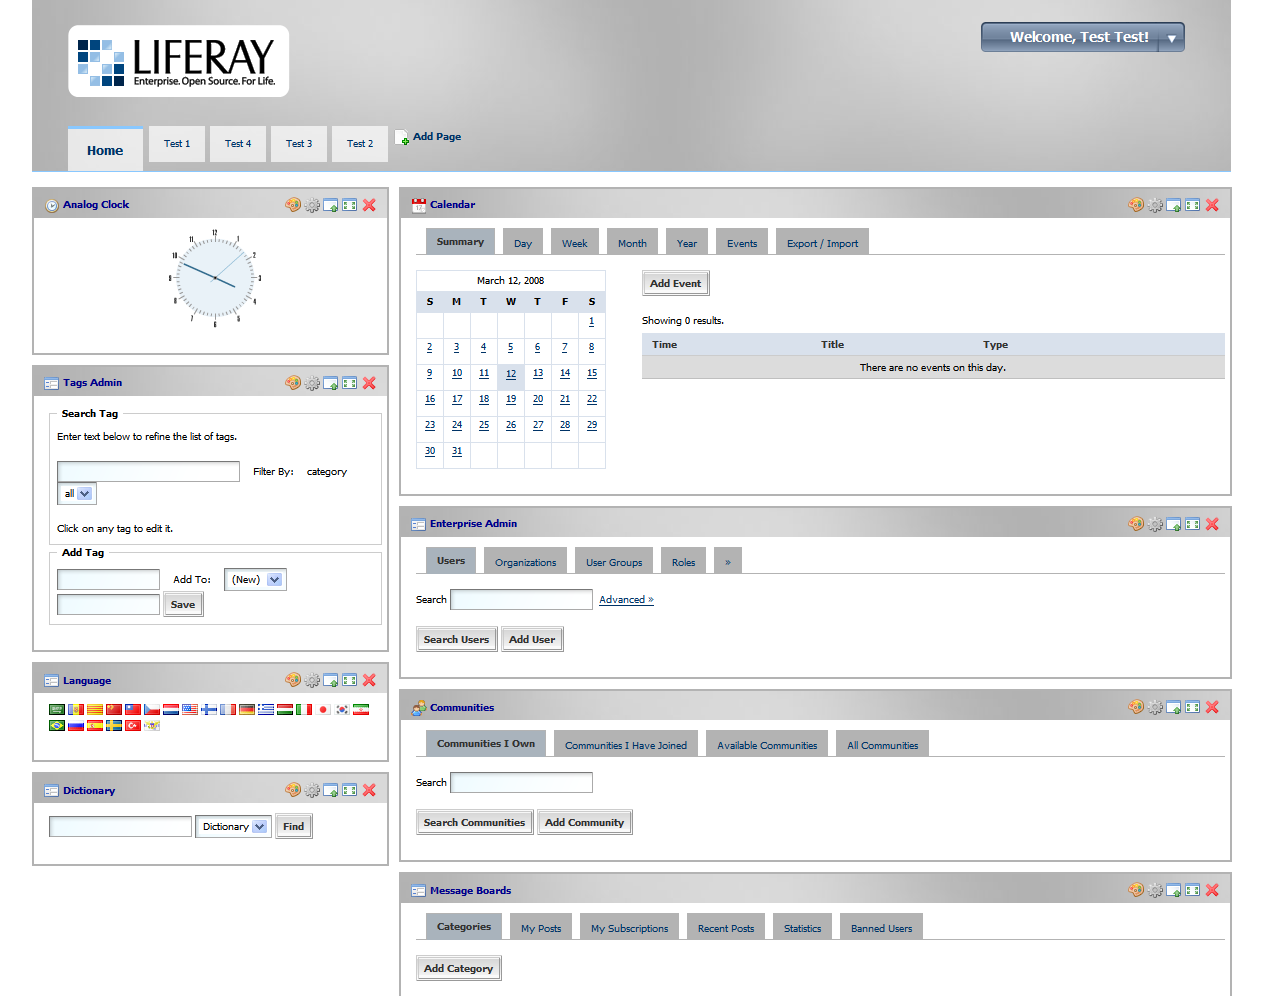 LIFERAY
Enterprise. Open Source. For Life.
Welcome, Test Test!
Home
Test 1
Test 4
Test 3
Test 2
Add Page
Analog Clock
12
1
2
3
4
5
6
7
8
9
10
11
Tags Admin
Search Tag
Enter text below to refine the list of tags.
Filter By: category
all
Click on any tag to edit it.
Add Tag
Add To: (New)
Save
Language
Dictionary
Dictionary Find
Calendar
Summary Day Week Month Year Events Export / Import
March 12, 2008
S M T W T F S
1
2 3 4 5 6 7 8
9 10 11 12 13 14 15
16 17 18 19 20 21 22
23 24 25 26 27 28 29
30 31
Add Event
Showing 0 results.
Time Title Type
There are no events on this day.
Enterprise Admin
Users Organizations User Groups Roles »
Search Advanced »
Search Users Add User
Communities
Communities I Own Communities I Have Joined Available Communities All Communities
Search
Search Communities Add Community
Message Boards
Categories My Posts My Subscriptions Recent Posts Statistics Banned Users
Add Category